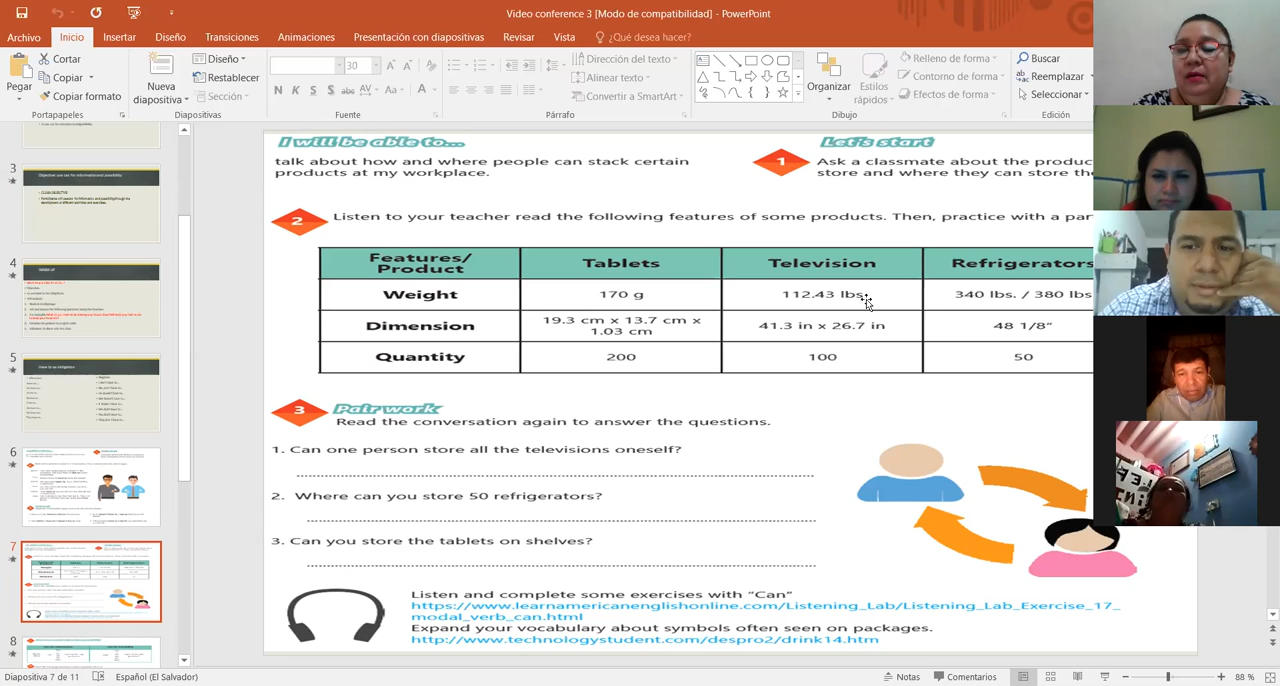 Video conference 3 [Modo de compatibilidad] - PowerPoint
Archivo Inicio Insertar Diseño Transiciones Animaciones Presentación con diapositivas Revisar Vista ¿Qué desea hacer?
Pegar
Cortar
Copiar
Copiar formato
Portapapeles
Nueva
diapositiva
Diseño
Restablecer
Sección
Diapositivas
30
N K S S abc AV Aa A
Fuente
Dirección del texto
Alinear texto
Convertir a SmartArt
Párrafo
Organizar
Estilos
rápidos
Relleno de forma
Contorno de forma
Efectos de forma
Dibujo
Buscar
Reemplazar
Seleccionar
Edición
3
4
5
6
7
8
I will be able to...
talk about how and where people can stack certain
products at my workplace.
Let's start
1
Ask a classmate about the produc
store and where they can store the
2
Listen to your teacher read the following features of some products. Then, practice with a par
Features/
Product
Tablets
Television
Refrigerators
Weight
170 g
112.43 lbs.
340 lbs. / 380 lbs
Dimension
19.3 cm x 13.7 cm x
1.03 cm
41.3 in x 26.7 in
48 1/8"
Quantity
200
100
50
3
Pair work
Read the conversation again to answer the questions.
1. Can one person store all the televisions oneself?
2. Where can you store 50 refrigerators?
3. Can you store the tablets on shelves?
Listen and complete some exercises with "Can"
https://www.learnamericanenglishonline.com/Listening_Lab/Listening_Lab_Exercise_17_
modal_verb_can.html
Expand your vocabulary about symbols often seen on packages.
http://www.technologystudent.com/despro2/drink14.htm
Diapositiva 7 de 11
Español (El Salvador)
Notas
Comentarios
88 %